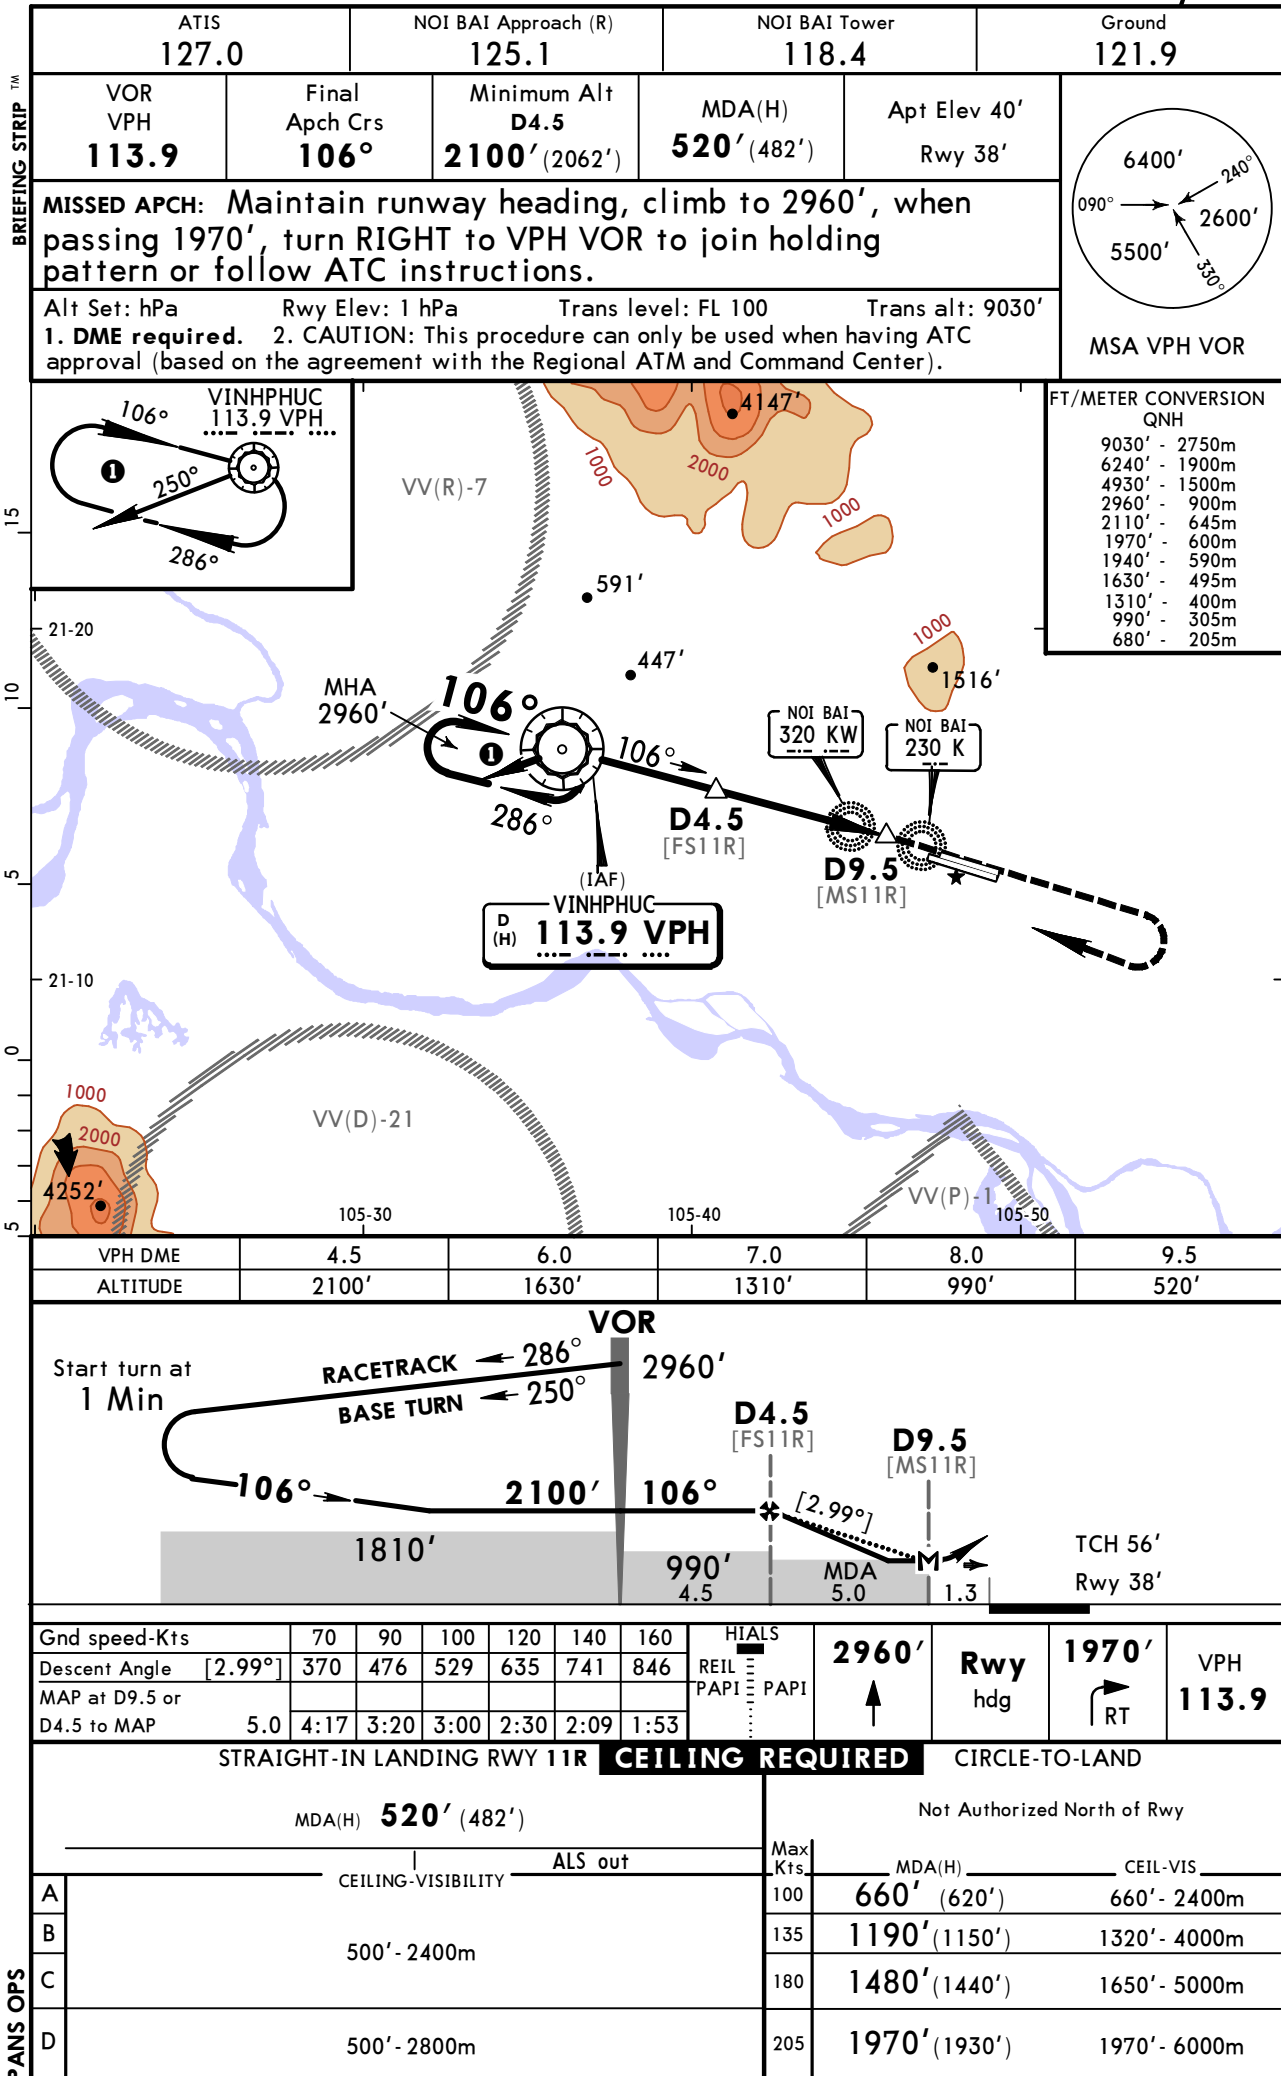 ATIS
127.0
NOI BAI Approach (R)
125.1
NOI BAI Tower
118.4
Ground
121.9
BRIEFING STRIP TM
VOR
VPH
113.9
Final
Apch Crs
106°
Minimum Alt
D4.5
2100' (2062')
MDA(H)
520' (482')
Apt Elev 40'
Rwy 38'
6400'
240°
090°
2600'
5500'
330°
MSA VPH VOR
MISSED APCH: Maintain runway heading, climb to 2960', when
passing 1970', turn RIGHT to VPH VOR to join holding
pattern or follow ATC instructions.
Alt Set: hPa Rwy Elev: 1 hPa Trans level: FL 100 Trans alt: 9030'
1. DME required. 2. CAUTION: This procedure can only be used when having ATC
approval (based on the agreement with the Regional ATM and Command Center).
VINHPHUC
113.9 VPH
106°
1
250°
286°
FT/METER CONVERSION
QNH
9030' - 2750m
6240' - 1900m
4930' - 1500m
2960' - 900m
2110' - 645m
1970' - 600m
1940' - 590m
1630' - 495m
1310' - 400m
990' - 305m
680' - 205m
4147'
1000
2000
1000
VV(R)-7
15
591'
21-20
447'
1000
1516'
10
MHA
2960'
106°
1
286°
106°
NOI BAI
320 KW
NOI BAI
230 K
D4.5
[FS11R]
D9.5
[MS11R]
5
(IAF)
VINHPHUC
D
(H)
113.9 VPH
21-10
0
1000
2000
4252'
VV(D)-21
VV(P)-1
5
105-30
105-40
105-50
VPH DME 4.5 6.0 7.0 8.0 9.5
ALTITUDE 2100' 1630' 1310' 990' 520'
VOR
Start turn at
1 Min
RACETRACK 286°
2960'
BASE TURN 250°
D4.5
[FS11R]
D9.5
[MS11R]
106°
2100' 106°
[2.99°]
1810'
990'
4.5
MDA
5.0
M
1.3
TCH 56'
Rwy 38'
Gnd speed-Kts 70 90 100 120 140 160
Descent Angle [2.99°] 370 476 529 635 741 846
MAP at D9.5 or
D4.5 to MAP 5.0 4:17 3:20 3:00 2:30 2:09 1:53
HIALS
REIL
PAPI PAPI
2960'
Rwy
hdg
1970'
RT
VPH
113.9
STRAIGHT-IN LANDING RWY 11R CEILING REQUIRED CIRCLE-TO-LAND
MDA(H) 520' (482')
ALS out
CEILING-VISIBILITY
A
B
C
D
500' - 2400m
500' - 2800m
Not Authorized North of Rwy
Max
Kts MDA(H) CEIL-VIS
100 660' (620') 660' - 2400m
135 1190' (1150') 1320' - 4000m
180 1480' (1440') 1650' - 5000m
205 1970' (1930') 1970' - 6000m
PANS OPS